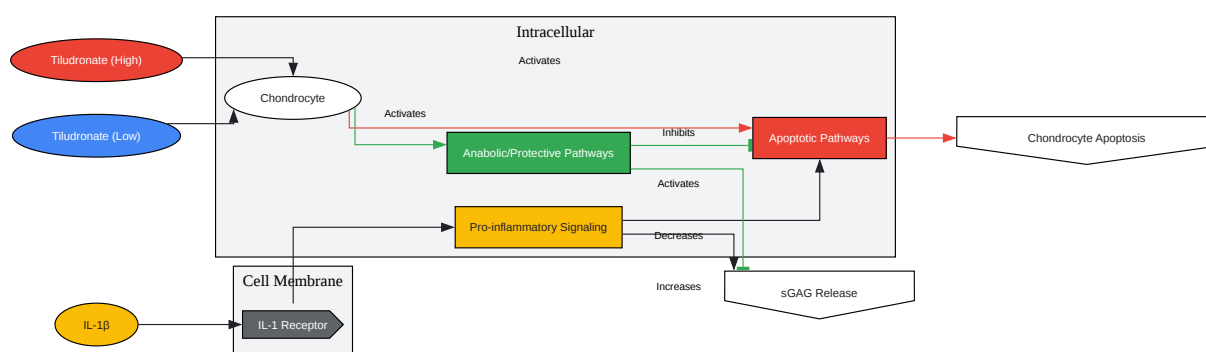 Intracellular
Tiludronate (High)
Activates
Chondrocyte
Activates
Tiludronate (Low)
Inhibits
Apoptotic Pathways
Chondrocyte Apoptosis
Anabolic/Protective Pathways
Activates
Pro-inflammatory Signaling
Decreases
Cell Membrane
Increases
sGAG Release
IL-1β
IL-1 Receptor